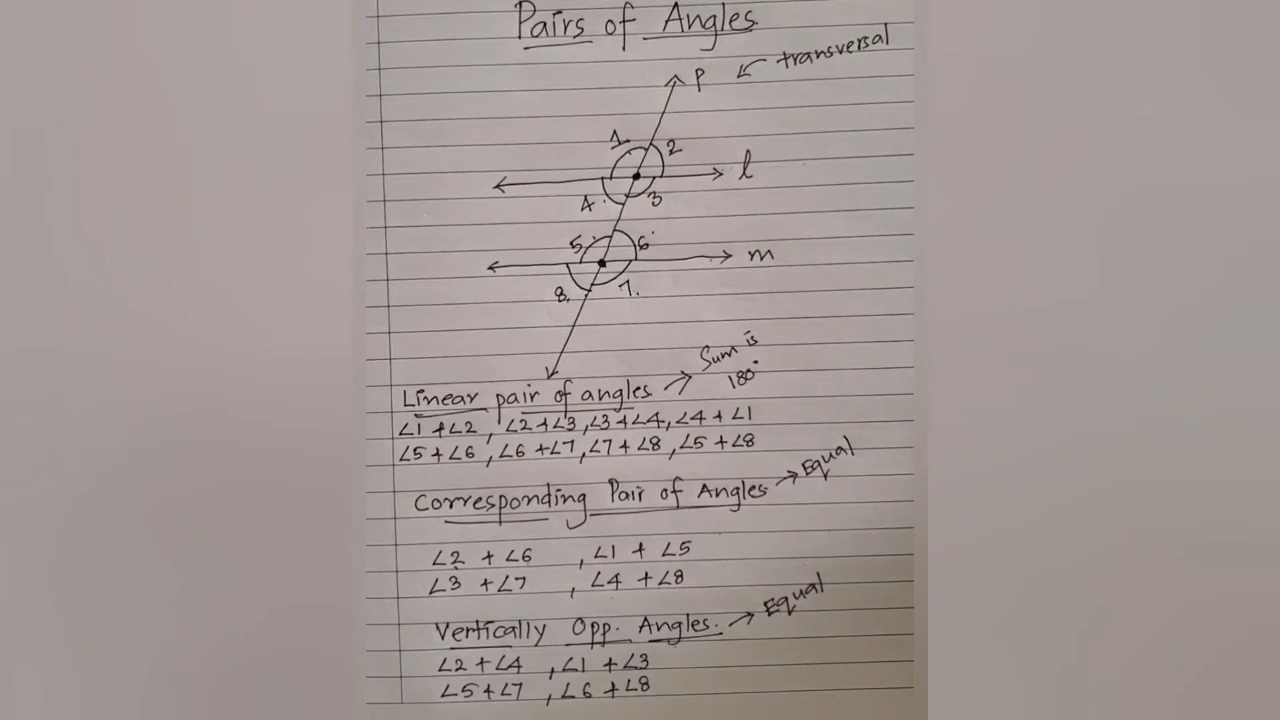 Pairs of Angles
P ↙ transversal
1 2
l
4 3
5 6
m
8 7
Linear pair of angles → Sum is 180°
∠1 + ∠2 , ∠2 + ∠3 , ∠3 + ∠4 , ∠4 + ∠1
∠5 + ∠6 , ∠6 + ∠7 , ∠7 + ∠8 , ∠5 + ∠8
Corresponding Pair of Angles → Equal
∠2 + ∠6 , ∠1 + ∠5
∠3 + ∠7 , ∠4 + ∠8
Vertically Opp. Angles. → Equal
∠2 + ∠4 , ∠1 + ∠3
∠5 + ∠7 , ∠6 + ∠8